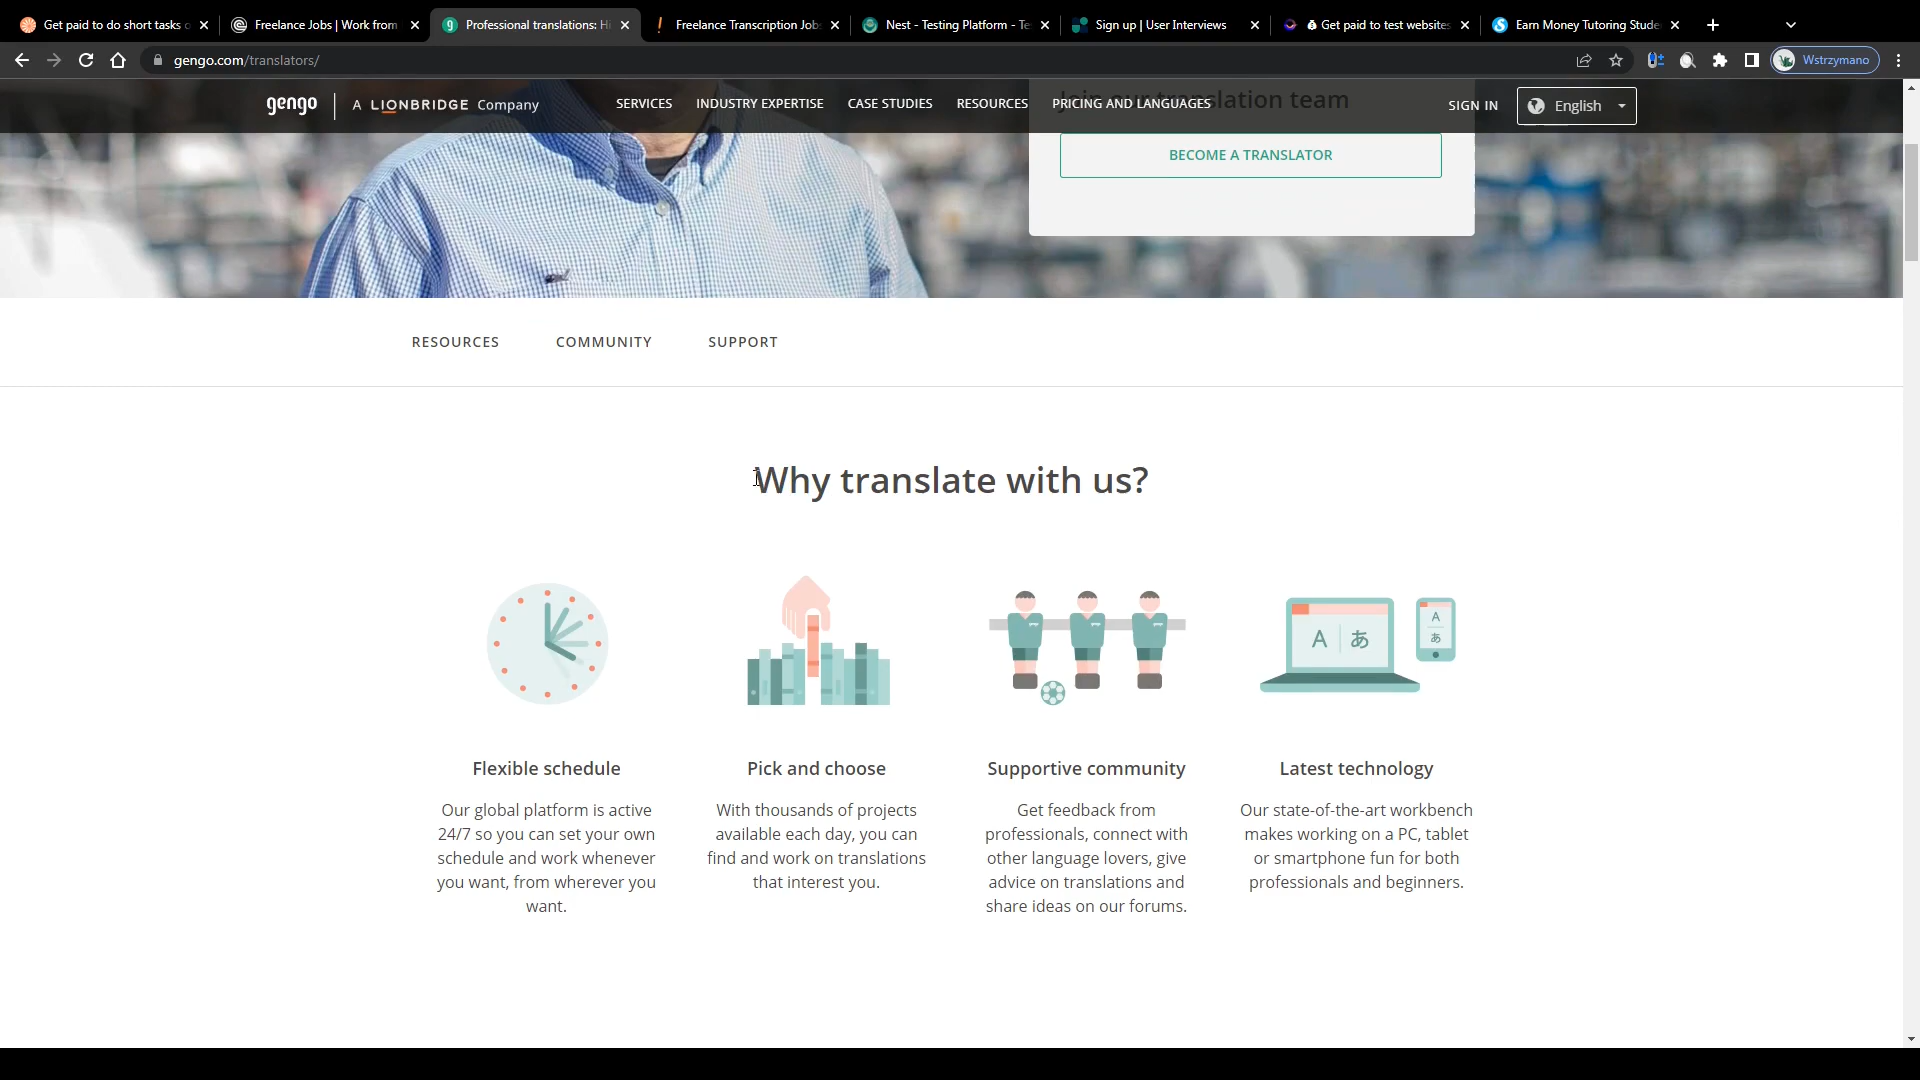 Get paid to do short tasks o
Freelance Jobs | Work from
Professional translations: Hi
Freelance Transcription Job
Nest - Testing Platform - Te
Sign up | User Interviews
Get paid to test websites
Earn Money Tutoring Stude
gengo.com/translators/
Wstrzymano
gengo
A LIONBRIDGE Company
SERVICES
INDUSTRY EXPERTISE
CASE STUDIES
RESOURCES
PRICING AND LANGUAGES
SIGN IN
English
Join our translation team
BECOME A TRANSLATOR
RESOURCES
COMMUNITY
SUPPORT
Why translate with us?
A
あ
A
あ
Flexible schedule
Our global platform is active
24/7 so you can set your own
schedule and work whenever
you want, from wherever you
want.
Pick and choose
With thousands of projects
available each day, you can
find and work on translations
that interest you.
Supportive community
Get feedback from
professionals, connect with
other language lovers, give
advice on translations and
share ideas on our forums.
Latest technology
Our state-of-the-art workbench
makes working on a PC, tablet
or smartphone fun for both
professionals and beginners.